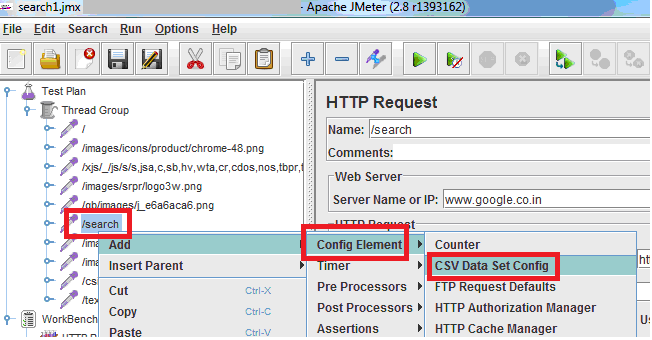 search1.jmx - Apache JMeter (2.8 r1393162)
File Edit Search Run Options Help
Test Plan
Thread Group
/
/images/icons/product/chrome-48.png
/xjs/_/js/s/s,jsa,c,sb,hv,wta,cr,cdos,nos,tbpr,t
/images/srpr/logo3w.png
/gb/images/j_e6a6aca6.png
/search
/ima
/ima
/css
/tex
WorkBench
HTTP Request
Name: /search
Comments:
Web Server
Server Name or IP: www.google.co.in
HTTP Request
Add
Insert Parent
Cut Ctrl-X
Copy Ctrl-C
Paste Ctrl-V
Config Element
Timer
Pre Processors
Post Processors
Assertions
Counter
CSV Data Set Config
FTP Request Defaults
HTTP Authorization Manager
HTTP Cache Manager